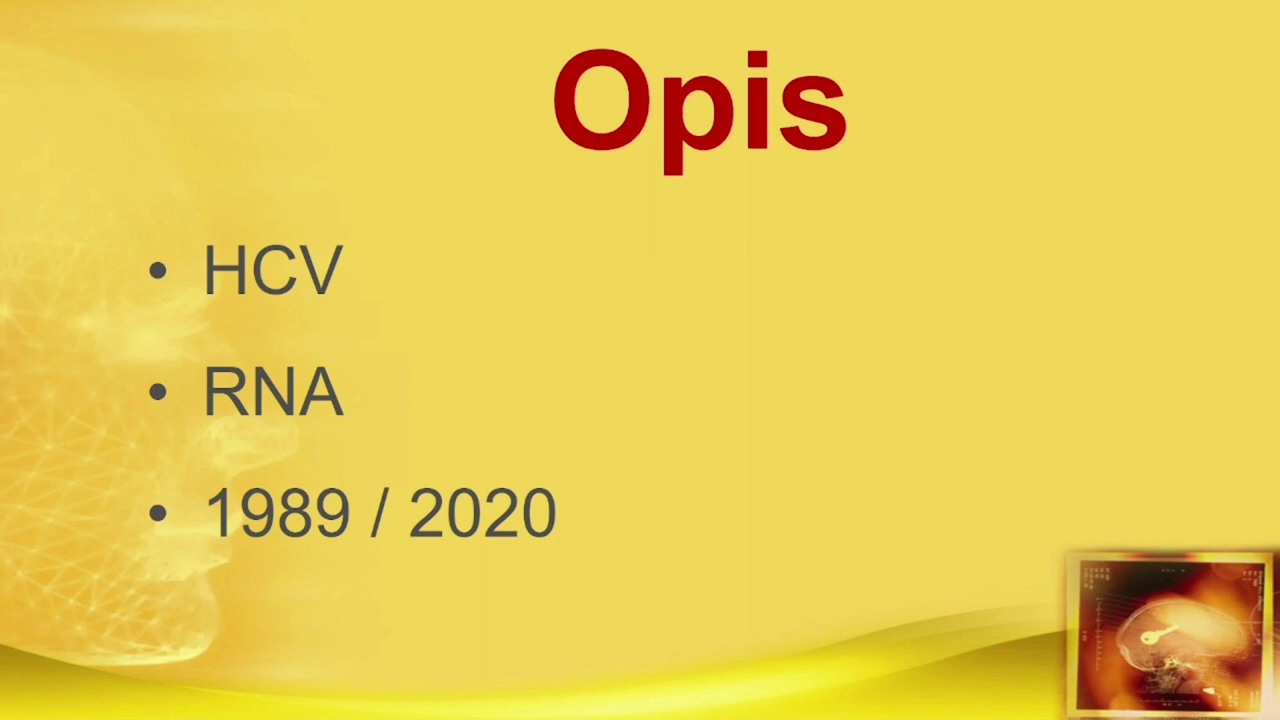 Opis
• HCV
• RNA
• 1989 / 2020